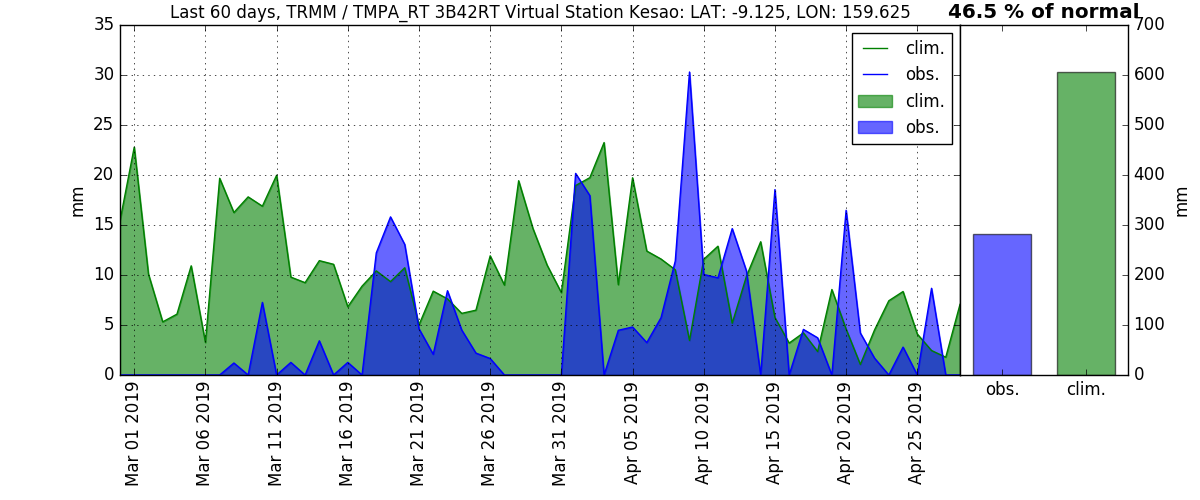 Last 60 days, TRMM / TMPA_RT 3B42RT Virtual Station Kesao: LAT: -9.125, LON: 159.625
46.5 % of normal
35
30
25
20
15
10
5
0
mm
clim.
obs.
clim.
obs.
700
600
500
400
300
200
100
0
mm
Mar 01 2019
Mar 06 2019
Mar 11 2019
Mar 16 2019
Mar 21 2019
Mar 26 2019
Mar 31 2019
Apr 05 2019
Apr 10 2019
Apr 15 2019
Apr 20 2019
Apr 25 2019
obs.
clim.